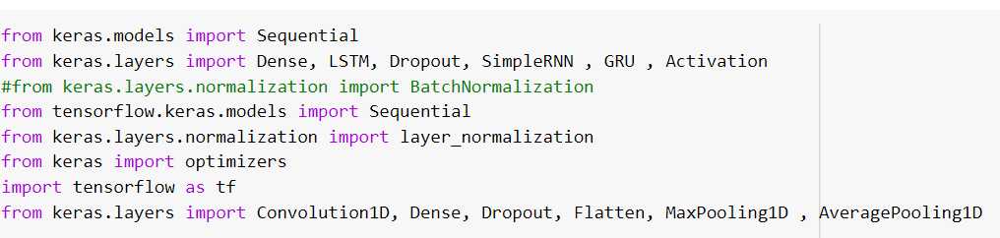 from keras.models import Sequential
from keras.layers import Dense, LSTM, Dropout, SimpleRNN , GRU , Activation
#from keras.layers.normalization import BatchNormalization
from tensorflow.keras.models import Sequential
from keras.layers.normalization import layer_normalization
from keras import optimizers
import tensorflow as tf
from keras.layers import Convolution1D, Dense, Dropout, Flatten, MaxPooling1D , AveragePooling1D